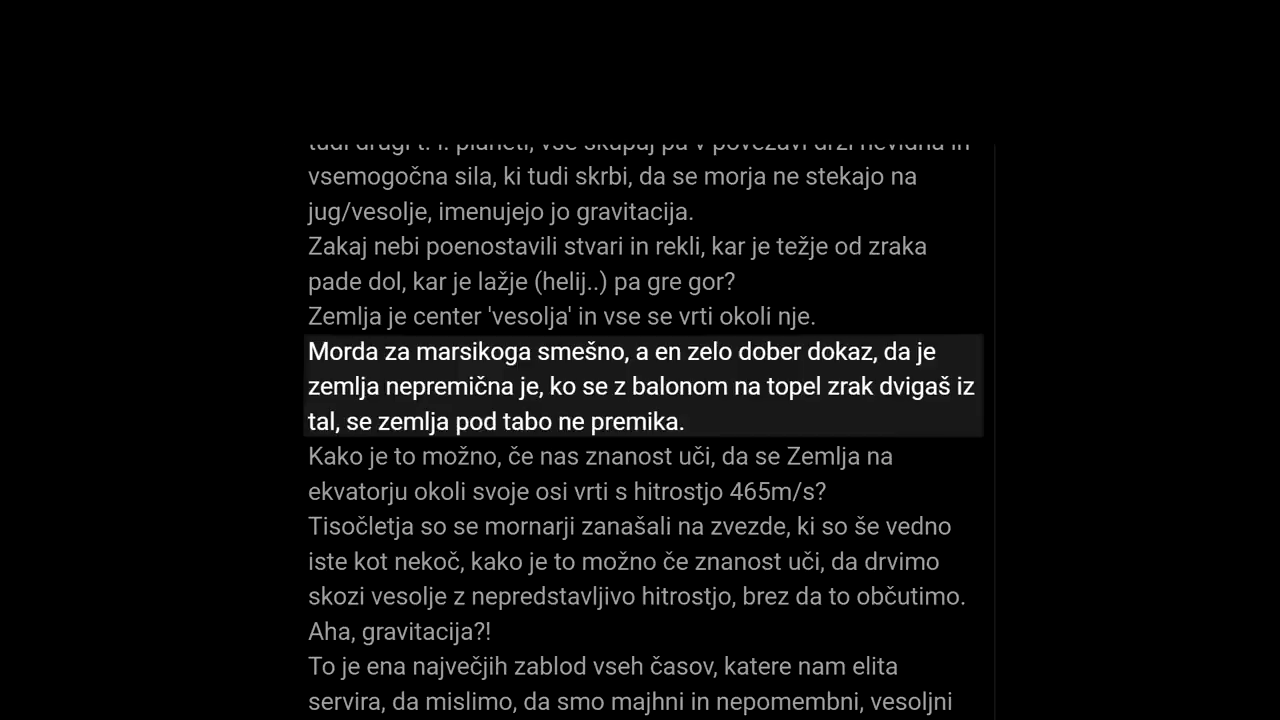 vsemogočna sila, ki tudi skrbi, da se morja ne stekajo na
jug/vesolje, imenujejo jo gravitacija.
Zakaj nebi poenostavili stvari in rekli, kar je težje od zraka
pade dol, kar je lažje (helij..) pa gre gor?
Zemlja je center 'vesolja' in vse se vrti okoli nje.
Morda za marsikoga smešno, a en zelo dober dokaz, da je
zemlja nepremična je, ko se z balonom na topel zrak dvigaš iz
tal, se zemlja pod tabo ne premika.
Kako je to možno, če nas znanost uči, da se Zemlja na
ekvatorju okoli svoje osi vrti s hitrostjo 465m/s?
Tisočletja so se mornarji zanašali na zvezde, ki so še vedno
iste kot nekoč, kako je to možno če znanost uči, da drvimo
skozi vesolje z nepredstavljivo hitrostjo, brez da to občutimo.
Aha, gravitacija?!
To je ena največjih zablod vseh časov, katere nam elita
servira, da mislimo, da smo majhni in nepomembni, vesoljni